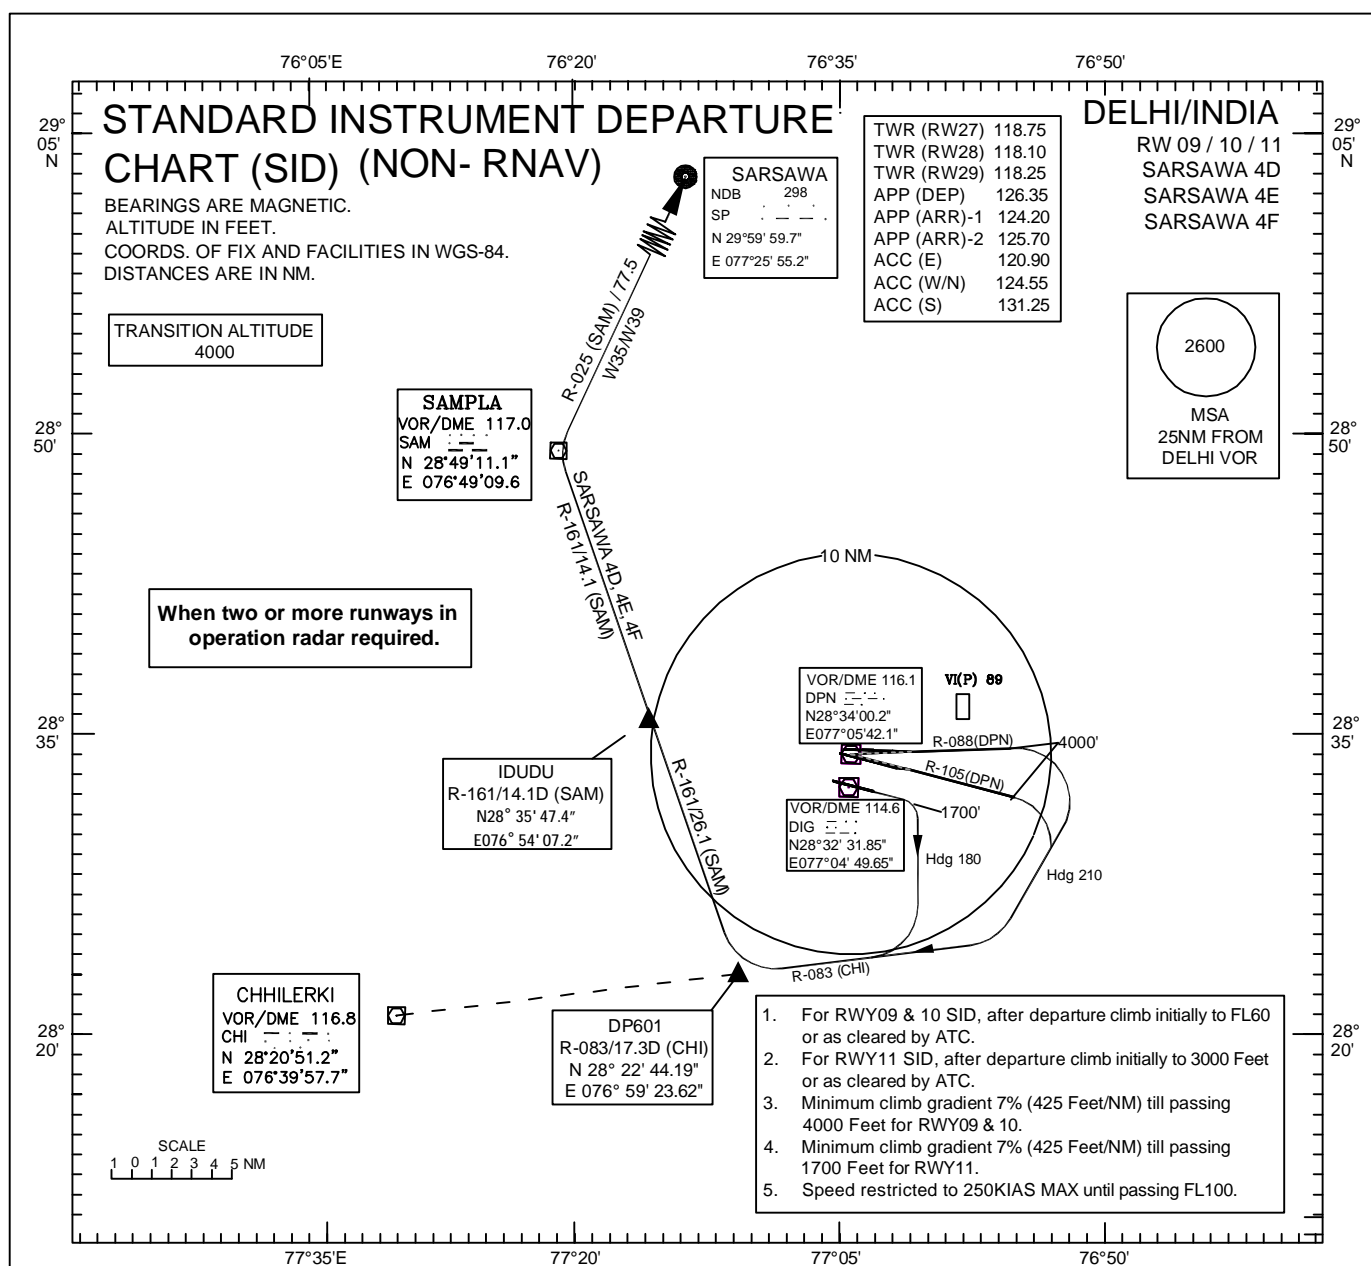 76°05'E 76°20' 76°35' 76°50'
29°
05'
N
STANDARD INSTRUMENT DEPARTURE
CHART (SID) (NON- RNAV)
BEARINGS ARE MAGNETIC.
ALTITUDE IN FEET.
COORDS. OF FIX AND FACILITIES IN WGS-84.
DISTANCES ARE IN NM.
TRANSITION ALTITUDE
4000
SARSAWA
NDB 298
SP
N 29°59' 59.7"
E 077°25' 55.2"
TWR (RW27) 118.75
TWR (RW28) 118.10
TWR (RW29) 118.25
APP (DEP) 126.35
APP (ARR)-1 124.20
APP (ARR)-2 125.70
ACC (E) 120.90
ACC (W/N) 124.55
ACC (S) 131.25
DELHI/INDIA
RW 09 / 10 / 11
SARSAWA 4D
SARSAWA 4E
SARSAWA 4F
29°
05'
N
2600
MSA
25NM FROM
DELHI VOR
R-025 (SAM) / 77.5
W35/W39
SAMPLA
VOR/DME 117.0
SAM
N 28°49'11.1"
E 076°49'09.6
28°
50'
28°
50'
SARSAWA 4D, 4E, 4F
R-161/14.1 (SAM)
When two or more runways in
operation radar required.
10 NM
VOR/DME 116.1
DPN
N28°34'00.2"
E077°05'42.1"
VI(P) 89
28°
35'
28°
35'
R-088(DPN)
4000'
R-105(DPN)
IDUDU
R-161/14.1D (SAM)
N28° 35' 47.4"
E076° 54' 07.2"
R-161/26.1 (SAM)
VOR/DME 114.6
DIG
N28°32' 31.85"
E077°04' 49.65"
1700'
Hdg 180
Hdg 210
R-083 (CHI)
CHHILERKI
VOR/DME 116.8
CHI
N 28°20'51.2"
E 076°39'57.7"
DP601
R-083/17.3D (CHI)
N 28° 22' 44.19"
E 076° 59' 23.62"
28°
20'
28°
20'
1. For RWY09 & 10 SID, after departure climb initially to FL60
or as cleared by ATC.
2. For RWY11 SID, after departure climb initially to 3000 Feet
or as cleared by ATC.
3. Minimum climb gradient 7% (425 Feet/NM) till passing
4000 Feet for RWY09 & 10.
4. Minimum climb gradient 7% (425 Feet/NM) till passing
1700 Feet for RWY11.
5. Speed restricted to 250KIAS MAX until passing FL100.
SCALE
1 0 1 2 3 4 5 NM
77°35'E 77°20' 77°05' 76°50'